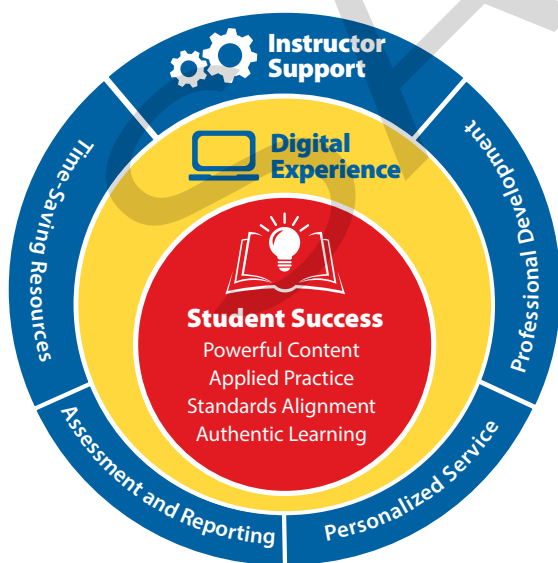 Instructor
Support
Time-Saving Resources
Professional Development
Digital
Experience
Student Success
Powerful Content
Applied Practice
Standards Alignment
Authentic Learning
Assessment and Reporting
Personalized Service